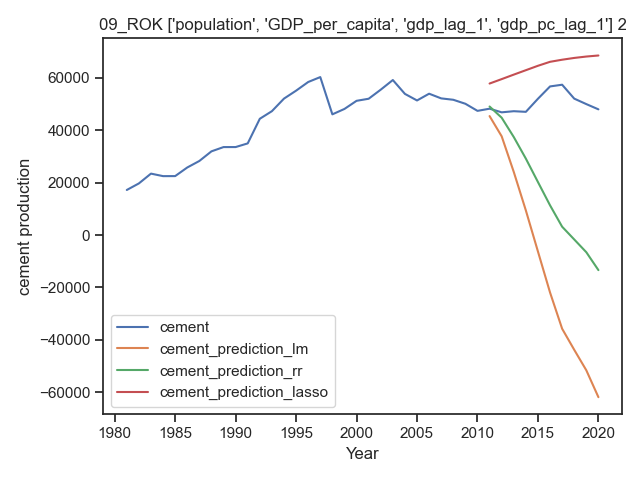 09_ROK ['population', 'GDP_per_capita', 'gdp_lag_1', 'gdp_pc_lag_1'] 2
60000
40000
20000
0
−20000
−40000
−60000
cement production
cement
cement_prediction_lm
cement_prediction_rr
cement_prediction_lasso
1980 1985 1990 1995 2000 2005 2010 2015 2020
Year